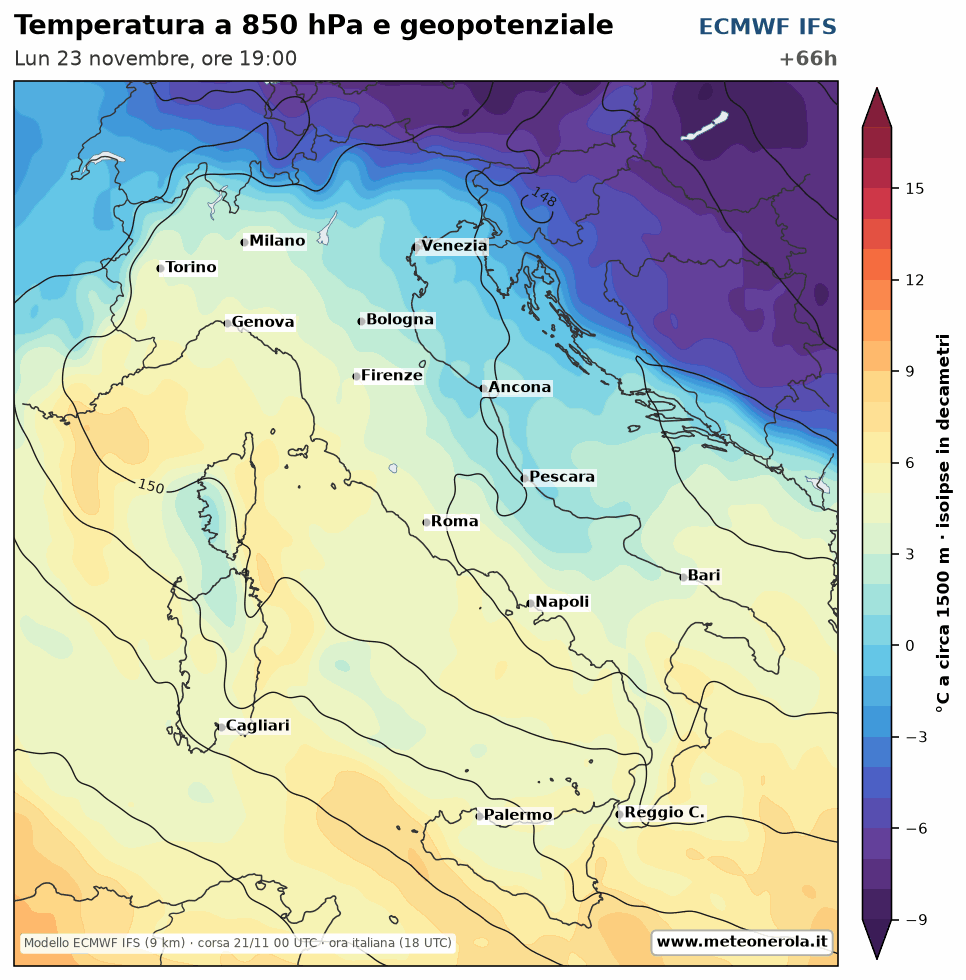 Temperatura a 850 hPa e geopotenziale
ECMWF IFS
Lun 23 novembre, ore 19:00
+66h
148
Milano
Venezia
Torino
Genova
Bologna
Firenze
Ancona
150
Pescara
Roma
Bari
Napoli
Cagliari
Palermo
Reggio C.
15
12
9
6
3
0
−3
−6
−9
°C a circa 1500 m · isoipse in decametri
Modello ECMWF IFS (9 km) · corsa 21/11 00 UTC · ora italiana (18 UTC)
www.meteonerola.it